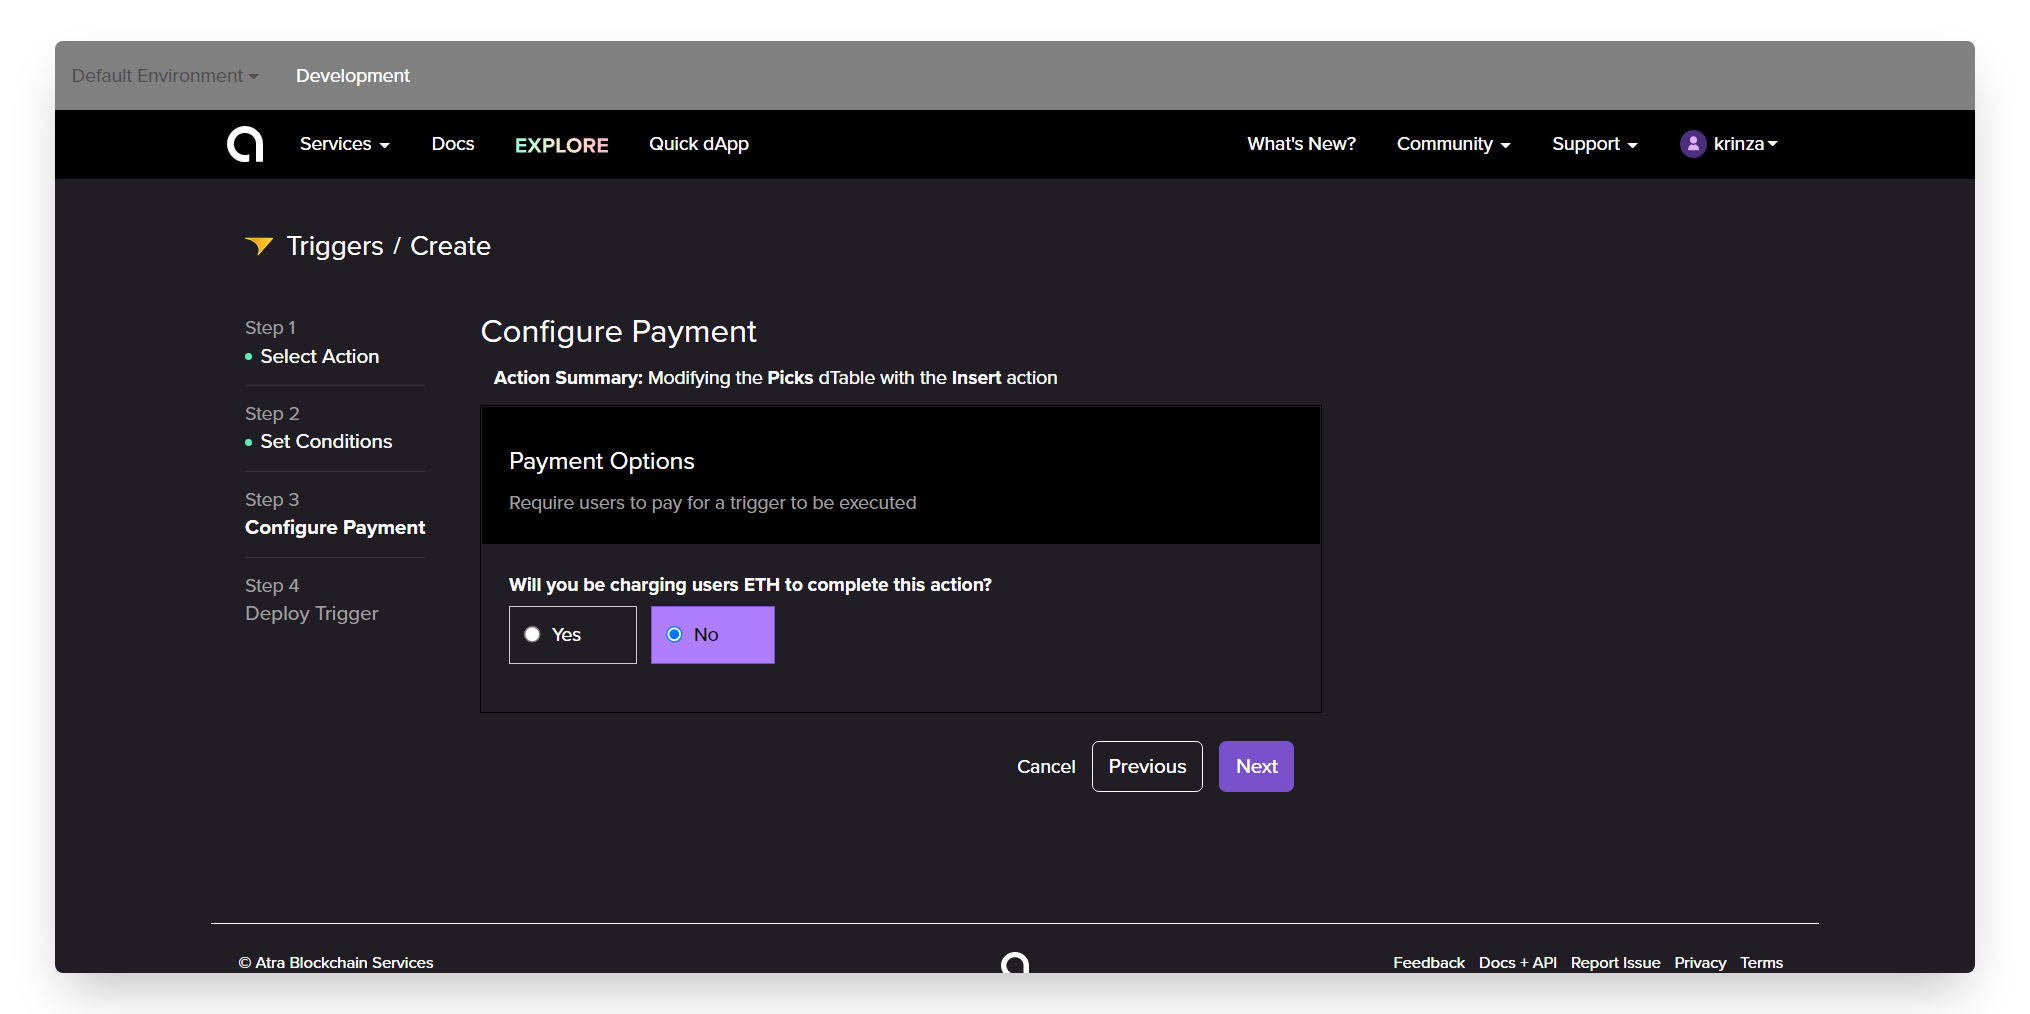 Default Environment Development
Services Docs EXPLORE Quick dApp What's New? Community Support krinza
Triggers / Create
Step 1
Select Action
Step 2
Set Conditions
Step 3
Configure Payment
Step 4
Deploy Trigger
Configure Payment
Action Summary: Modifying the Picks dTable with the Insert action
Payment Options
Require users to pay for a trigger to be executed
Will you be charging users ETH to complete this action?
Yes No
Cancel Previous Next
© Atra Blockchain Services Feedback Docs + API Report Issue Privacy Terms